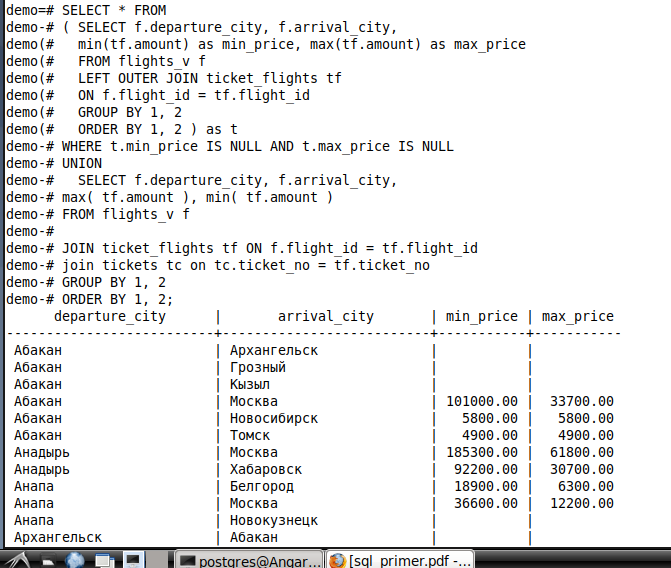 demo=# SELECT * FROM
demo-# ( SELECT f.departure_city, f.arrival_city,
demo(#   min(tf.amount) as min_price, max(tf.amount) as max_price
demo(#   FROM flights_v f
demo(#   LEFT OUTER JOIN ticket_flights tf
demo(#   ON f.flight_id = tf.flight_id
demo(#   GROUP BY 1, 2
demo(#   ORDER BY 1, 2 ) as t
demo-# WHERE t.min_price IS NULL AND t.max_price IS NULL
demo-# UNION
demo-#   SELECT f.departure_city, f.arrival_city,
demo-# max( tf.amount ), min( tf.amount )
demo-# FROM flights_v f
demo-#
demo-# JOIN ticket_flights tf ON f.flight_id = tf.flight_id
demo-# join tickets tc on tc.ticket_no = tf.ticket_no
demo-# GROUP BY 1, 2
demo-# ORDER BY 1, 2;
departure_city | arrival_city | min_price | max_price
--------------------------+--------------------------+-----------+-----------
Абакан | Архангельск | |
Абакан | Грозный | |
Абакан | Кызыл | |
Абакан | Москва | 101000.00 | 33700.00
Абакан | Новосибирск | 5800.00 | 5800.00
Абакан | Томск | 4900.00 | 4900.00
Анадырь | Москва | 185300.00 | 61800.00
Анадырь | Хабаровск | 92200.00 | 30700.00
Анапа | Белгород | 18900.00 | 6300.00
Анапа | Москва | 36600.00 | 12200.00
Анапа | Новокузнецк | |
Архангельск | Абакан | |
postgres@Angar... [sql_primer.pdf -...